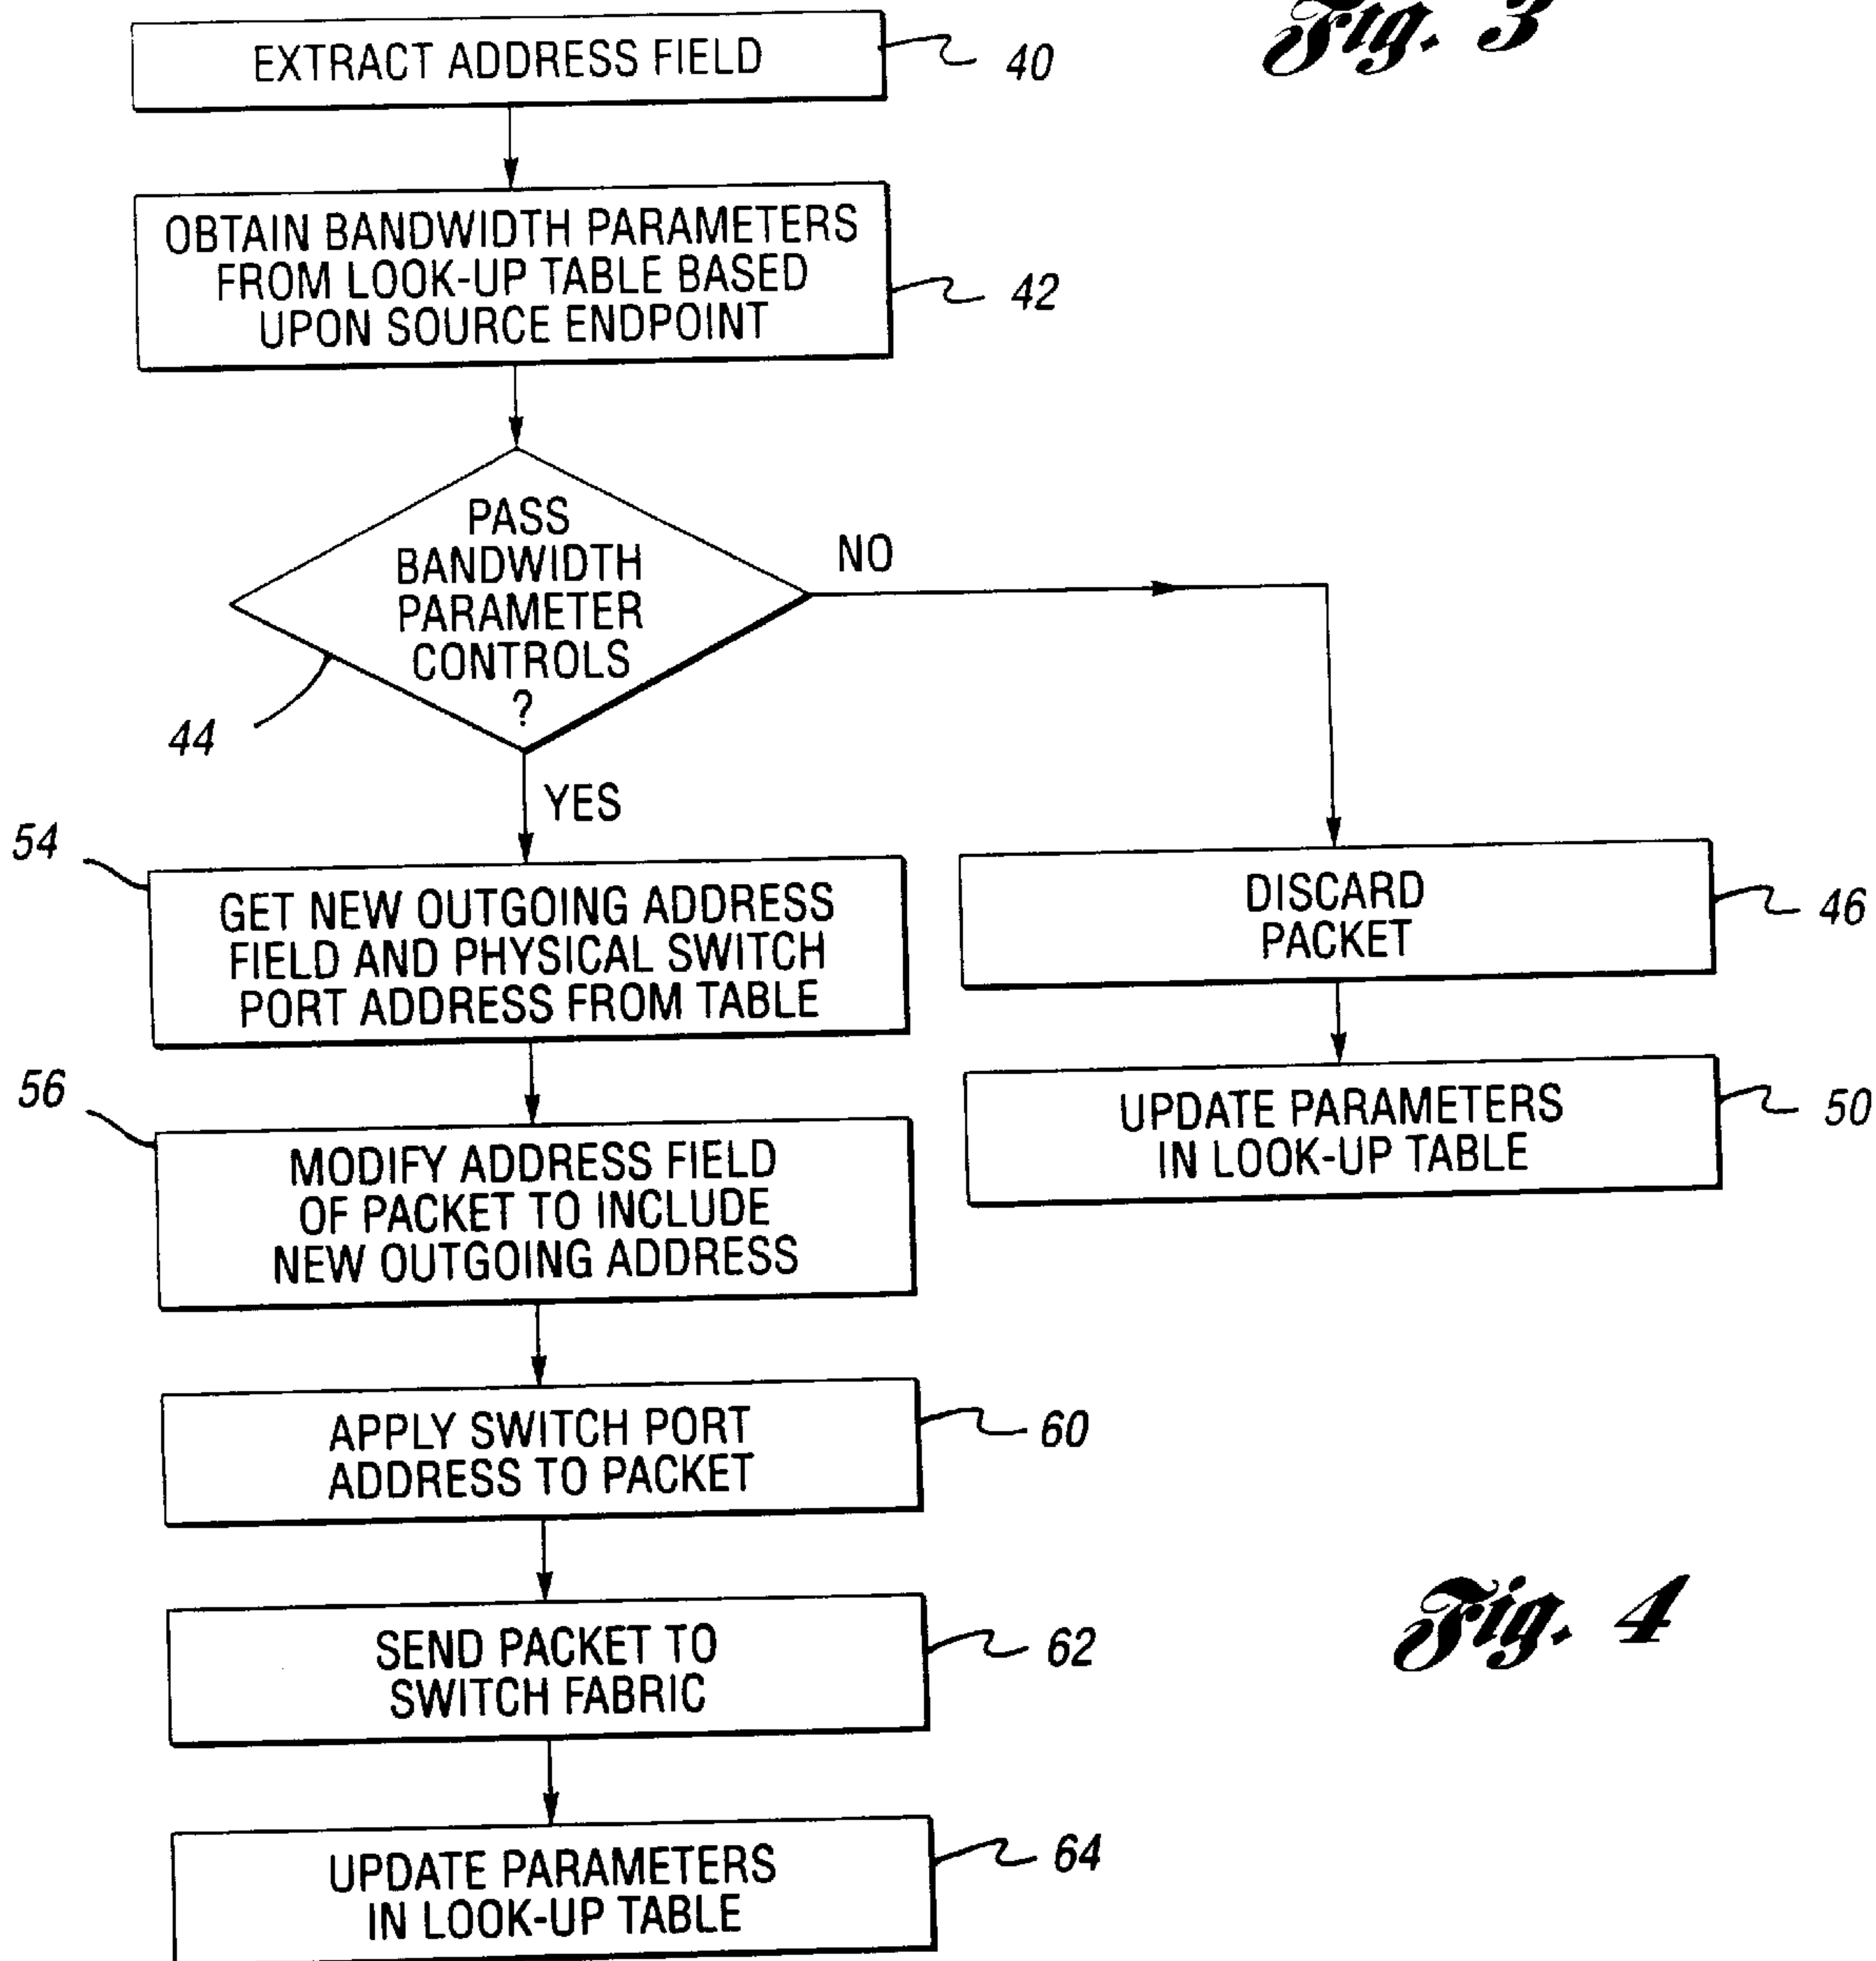 Fig. 3
EXTRACT ADDRESS FIELD
40
OBTAIN BANDWIDTH PARAMETERS
FROM LOOK-UP TABLE BASED
UPON SOURCE ENDPOINT
42
PASS
BANDWIDTH
PARAMETER
CONTROLS
?
NO
44
YES
54
GET NEW OUTGOING ADDRESS
FIELD AND PHYSICAL SWITCH
PORT ADDRESS FROM TABLE
DISCARD
PACKET
46
56
MODIFY ADDRESS FIELD
OF PACKET TO INCLUDE
NEW OUTGOING ADDRESS
UPDATE PARAMETERS
IN LOOK-UP TABLE
50
APPLY SWITCH PORT
ADDRESS TO PACKET
60
SEND PACKET TO
SWITCH FABRIC
62
Fig. 4
UPDATE PARAMETERS
IN LOOK-UP TABLE
64